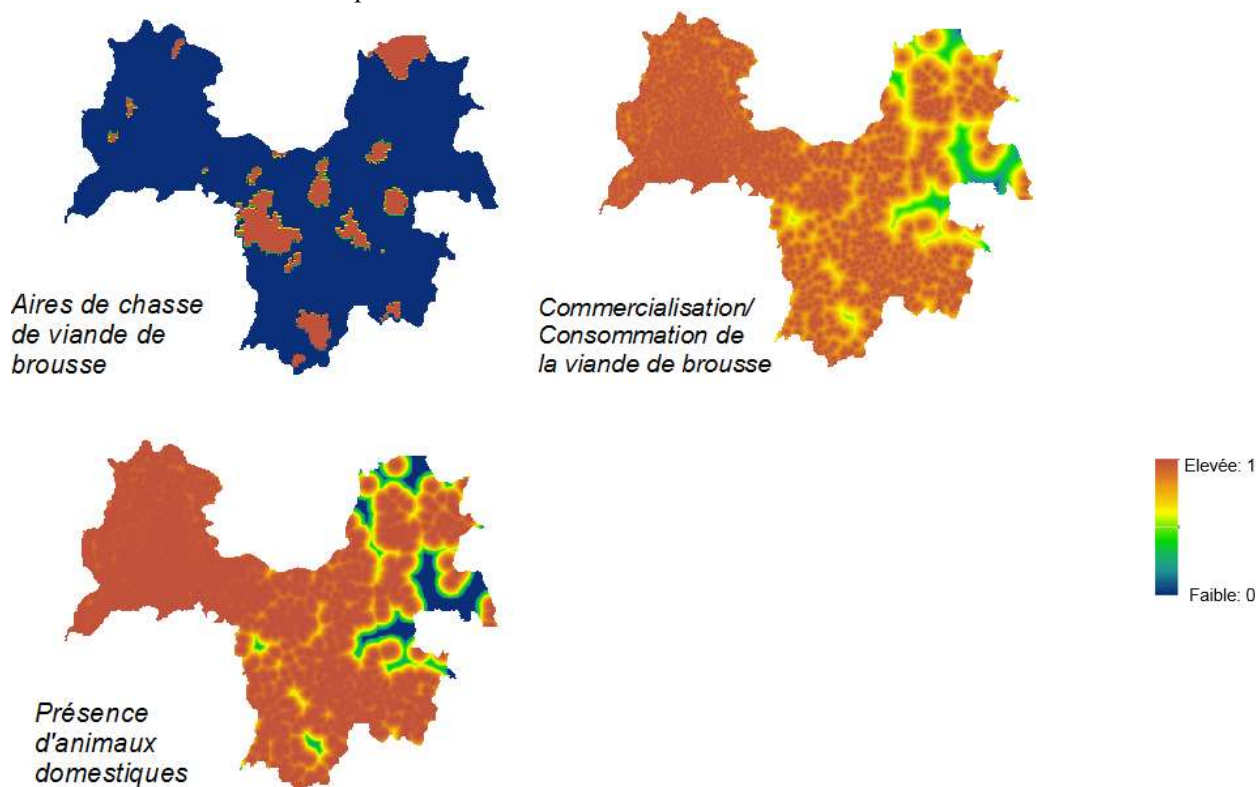 Aires de chasse
de viande de
brousse
Commercialisation/
Consommation de
la viande de brousse
Présence
d'animaux
domestiques
Elevée: 1
Faible: 0